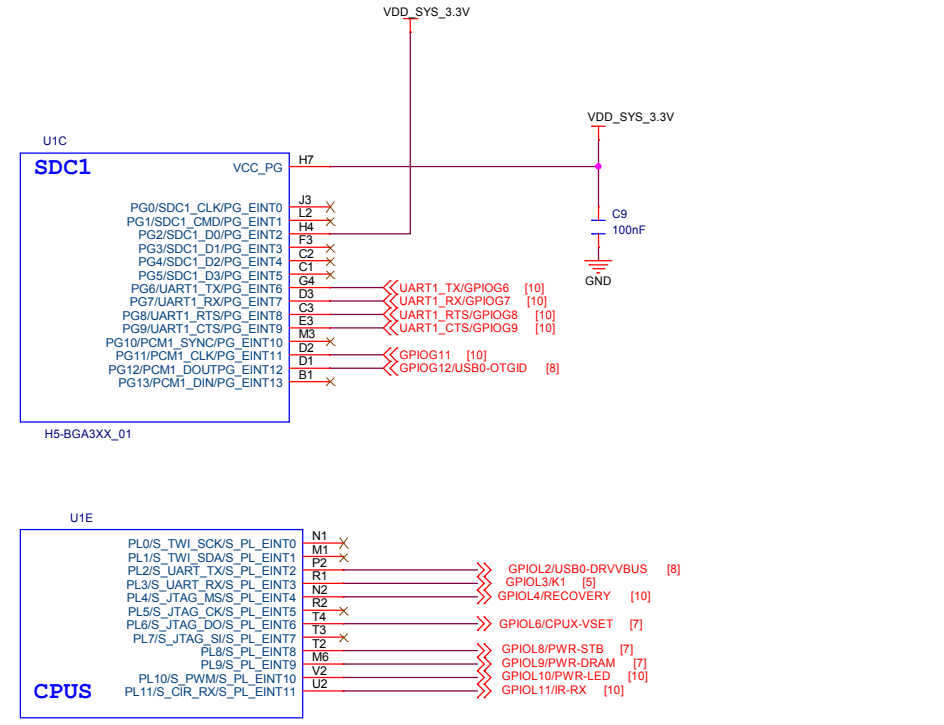 VDD_SYS_3.3V
VDD_SYS_3.3V
U1C
SDC1
VCC_PG H7
PG0/SDC1_CLK/PG_EINT0 J3
PG1/SDC1_CMD/PG_EINT1 L2
PG2/SDC1_D0/PG_EINT2 H4
PG3/SDC1_D1/PG_EINT3 F3
PG4/SDC1_D2/PG_EINT4 C2
PG5/SDC1_D3/PG_EINT5 C1
PG6/UART1_TX/PG_EINT6 G4 UART1_TX/GPIOG6 [10]
PG7/UART1_RX/PG_EINT7 D3 UART1_RX/GPIOG7 [10]
PG8/UART1_RTS/PG_EINT8 C3 UART1_RTS/GPIOG8 [10]
PG9/UART1_CTS/PG_EINT9 E3 UART1_CTS/GPIOG9 [10]
PG10/PCM1_SYNC/PG_EINT10 M3
PG11/PCM1_CLK/PG_EINT11 D2 GPIOG11 [10]
PG12/PCM1_DOUTPG_EINT12 D1 GPIOG12/USB0-OTGID [8]
PG13/PCM1_DIN/PG_EINT13 B1
C9
100nF
GND
H5-BGA3XX_01
U1E
PL0/S_TWI_SCK/S_PL_EINT0 N1
PL1/S_TWI_SDA/S_PL_EINT1 M1
PL2/S_UART_TX/S_PL_EINT2 P2 GPIOL2/USB0-DRVVBUS [8]
PL3/S_UART_RX/S_PL_EINT3 R1 GPIOL3/K1 [5]
PL4/S_JTAG_MS/S_PL_EINT4 N2 GPIOL4/RECOVERY [10]
PL5/S_JTAG_CK/S_PL_EINT5 R2
PL6/S_JTAG_DO/S_PL_EINT6 T4 GPIOL6/CPUX-VSET [7]
PL7/S_JTAG_SI/S_PL_EINT7 T3
PL8/S_PL_EINT8 T2 GPIOL8/PWR-STB [7]
PL9/S_PL_EINT9 M6 GPIOL9/PWR-DRAM [7]
PL10/S_PWM/S_PL_EINT10 V2 GPIOL10/PWR-LED [10]
PL11/S_CIR_RX/S_PL_EINT11 U2 GPIOL11/IR-RX [10]
CPUS